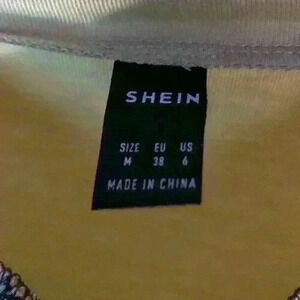 SHEIN
SIZE EU US
M 38 6
MADE IN CHINA